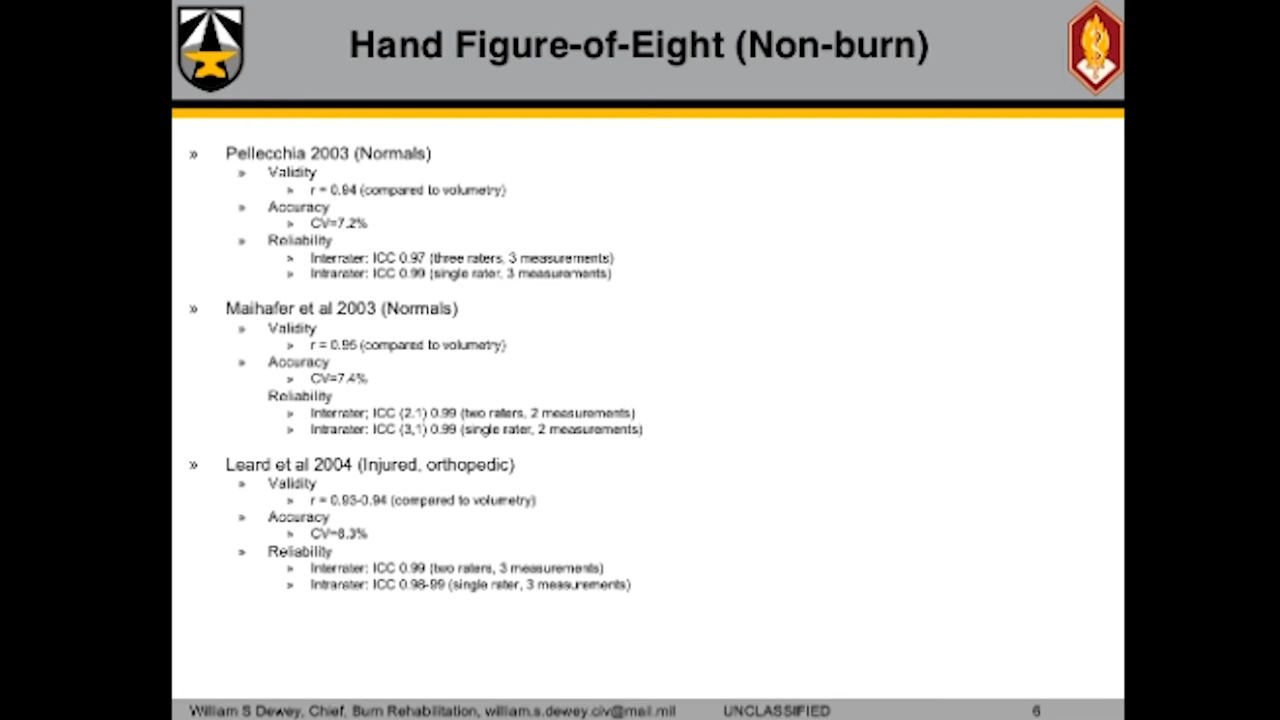 Hand Figure-of-Eight (Non-burn)
» Pellecchia 2003 (Normals)
» Validity
» r = 0.94 (compared to volumetry)
» Accuracy
» CV=7.2%
» Reliability
» Interrater: ICC 0.97 (three raters, 3 measurements)
» Intrarater: ICC 0.99 (single rater, 3 measurements)
» Maihafer et al 2003 (Normals)
» Validity
» r = 0.95 (compared to volumetry)
» Accuracy
» CV=7.4%
Reliability
» Interrater; ICC (2,1) 0.99 (two raters, 2 measurements)
» Intrarater: ICC (3,1) 0.99 (single rater, 2 measurements)
» Leard et al 2004 (Injured, orthopedic)
» Validity
» r = 0.93-0.94 (compared to volumetry)
» Accuracy
» CV=8.3%
» Reliability
» Interrater: ICC 0.99 (two raters, 3 measurements)
» Intrarater: ICC 0.98-99 (single rater, 3 measurements)
William S Dewey, Chief, Burn Rehabilitation, william.s.dewey.civ@mail.mil UNCLASSIFIED 6